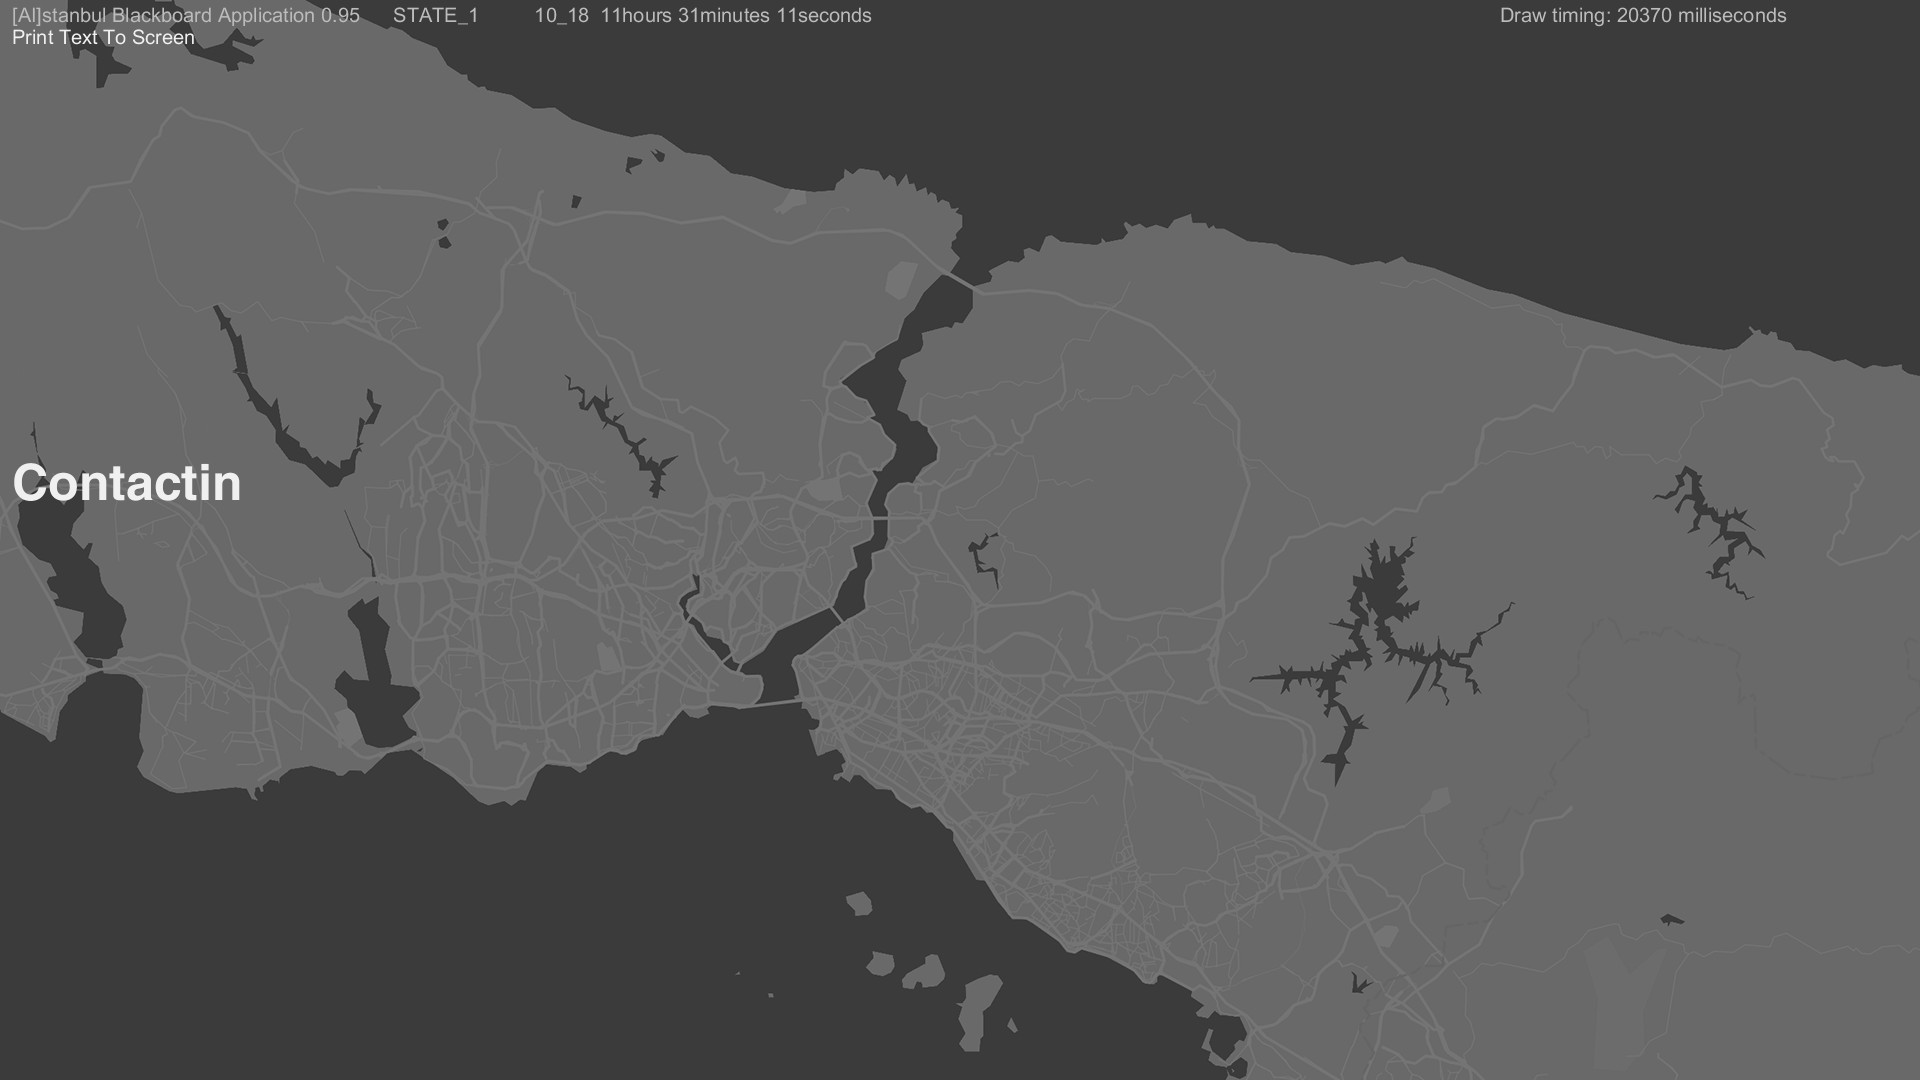 [AI]stanbul Blackboard Application 0.95 STATE_1 10_18 11hours 31minutes 11seconds Draw timing: 20370 milliseconds
Print Text To Screen
Contactin